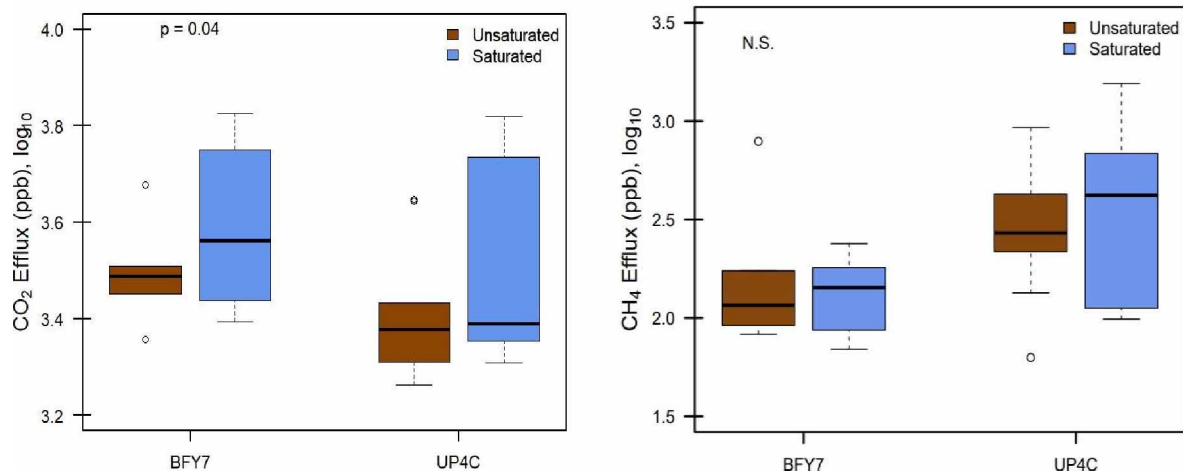 p = 0.04
Unsaturated
Saturated
4.0
3.8
3.6
3.4
3.2
CO2 Efflux (ppb), log10
BFY7
UP4C
N.S.
Unsaturated
Saturated
3.5
3.0
2.5
2.0
1.5
CH4 Efflux (ppb), log10
BFY7
UP4C